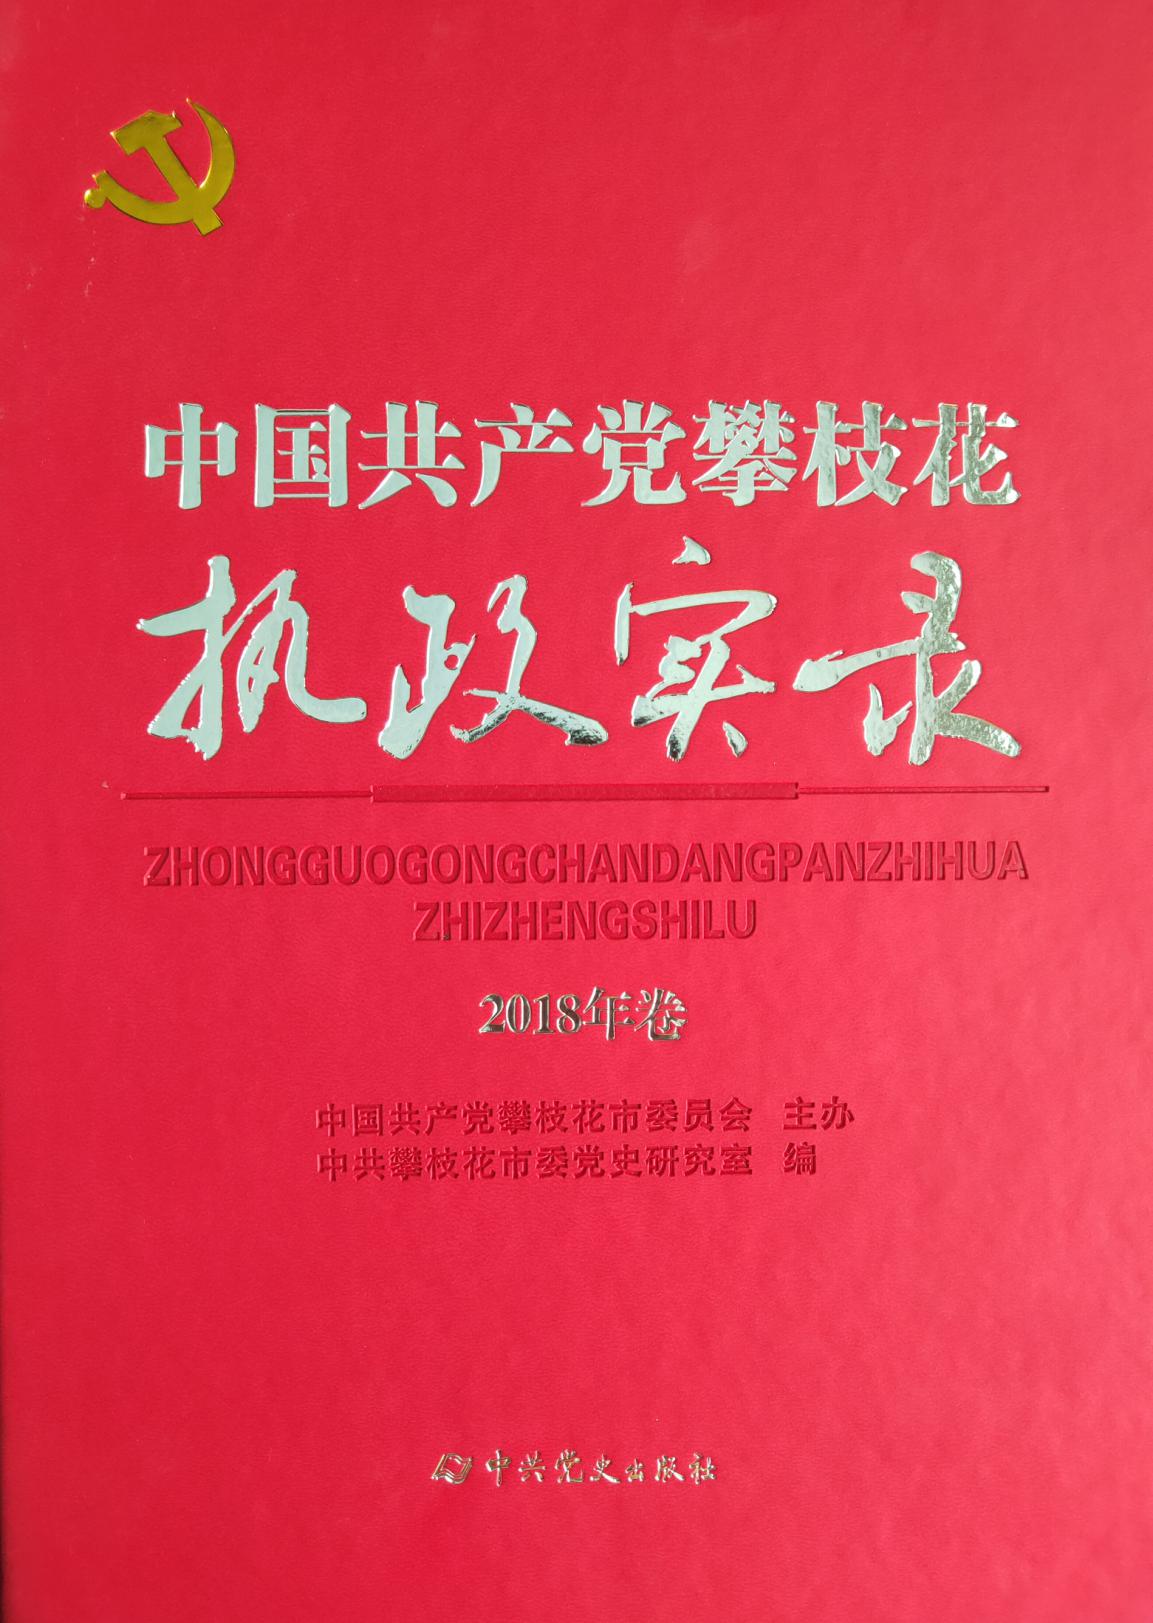 中国共产党攀枝花
执政实录
ZHONGGUOGONGCHANDANGPANZHIHUA
ZHIZHENGSHILU
2018年卷
中国共产党攀枝花市委员会 主办
中共攀枝花市委党史研究室 编
中共党史出版社